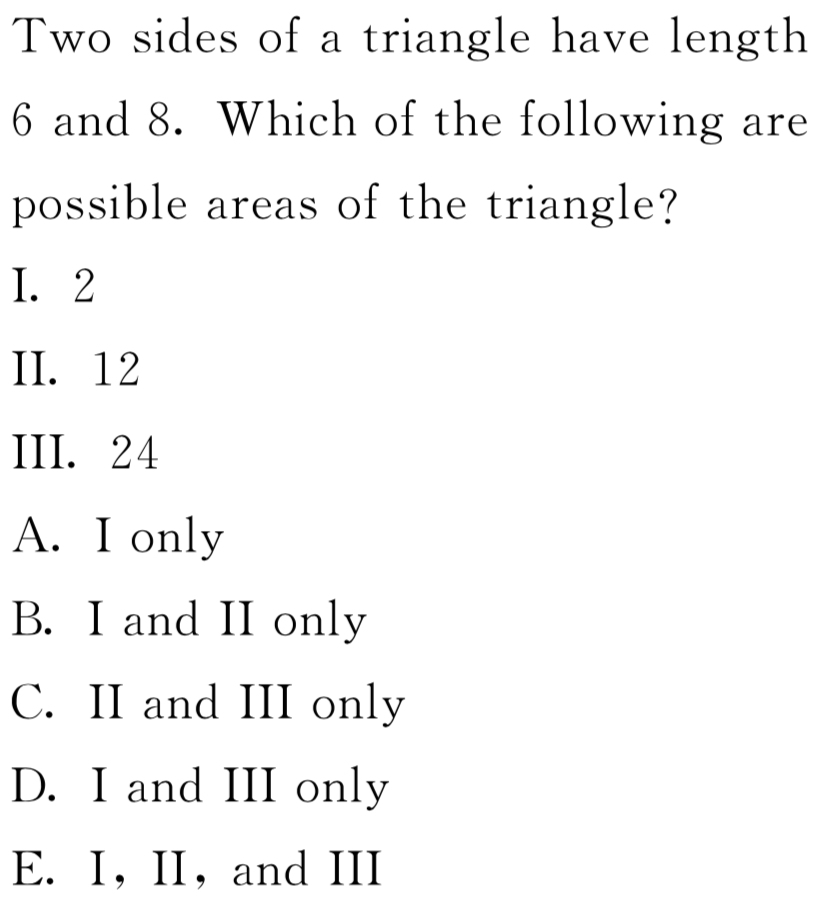 Two sides of a triangle have length
6 and 8. Which of the following are
possible areas of the triangle?
I. 2
II. 12
III. 24
A. I only
B. I and II only
C. II and III only
D. I and III only
E. I, II, and III